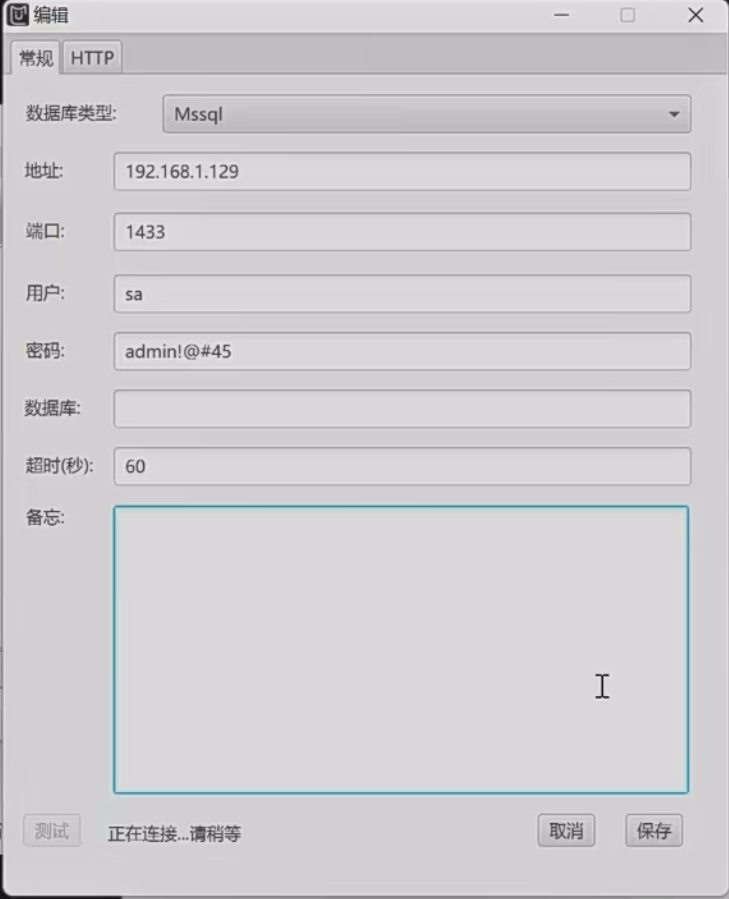 编辑
常规 HTTP
数据库类型: Mssql
地址: 192.168.1.129
端口: 1433
用户: sa
密码: admin!@#45
数据库:
超时(秒): 60
备忘:
测试 正在连接...请稍等 取消 保存